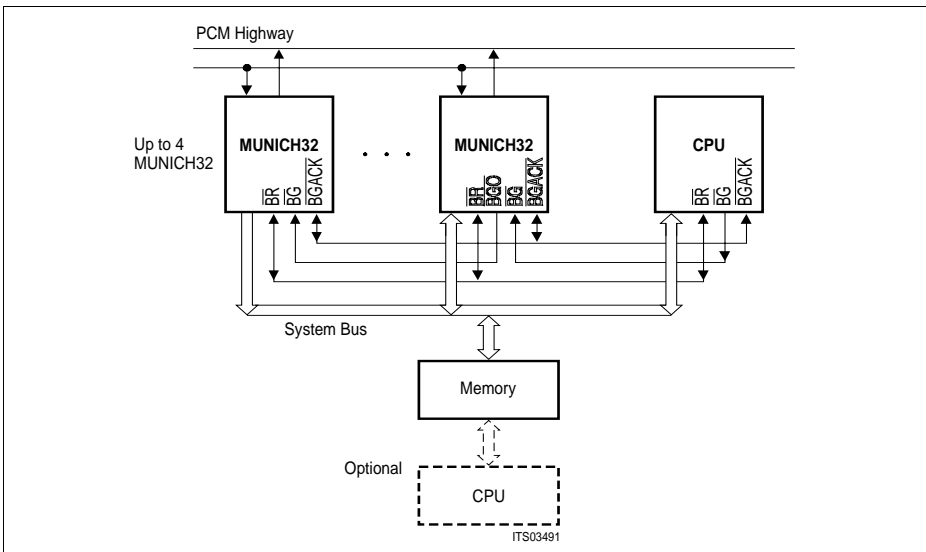 PCM Highway
Up to 4
MUNICH32
MUNICH32
BR
BG
BGACK
. . .
MUNICH32
BR
BGO
BG
BGACK
CPU
BR
BG
BGACK
System Bus
Memory
Optional
CPU
ITS03491